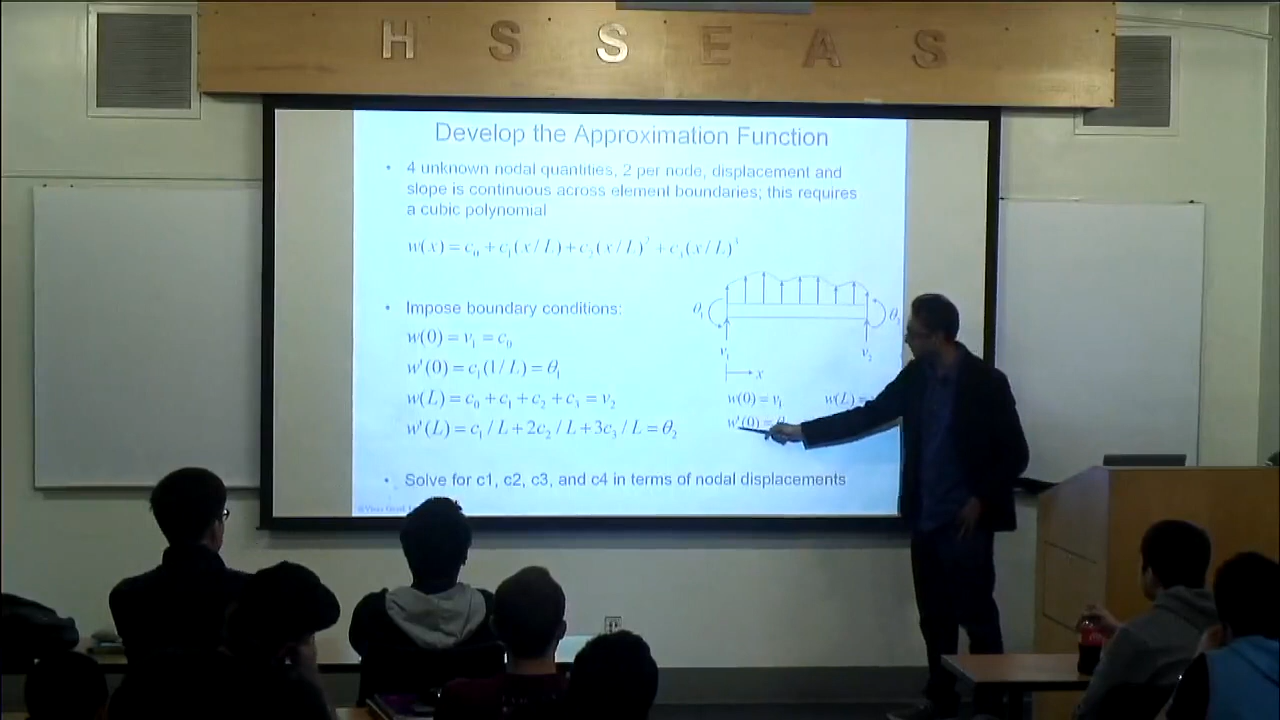 H S S E A S
Develop the Approximation Function
• 4 unknown nodal quantities, 2 per node, displacement and
slope is continuous across element boundaries; this requires
a cubic polynomial
w(x) = c₀ + c₁(x/L) + c₂(x/L)² + c₃(x/L)³
• Impose boundary conditions:
w(0) = v₁ = c₀
w'(0) = c₁(1/L) = θ₁
w(L) = c₀ + c₁ + c₂ + c₃ = v₂
w'(L) = c₁/L + 2c₂/L + 3c₃/L = θ₂
θ₁
θ₂
v₁
v₂
x
w(0) = v₁ w(L) =
w'(0) = θ
• Solve for c1, c2, c3, and c4 in terms of nodal displacements